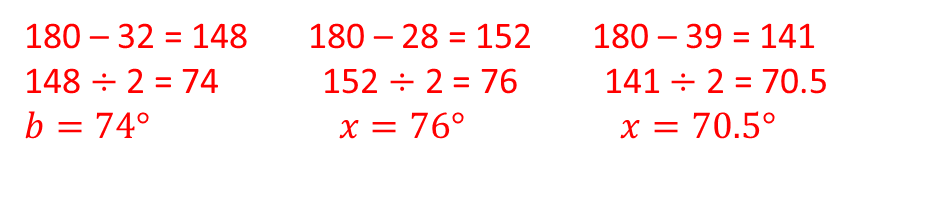 180 – 32 = 148
148 ÷ 2 = 74
b = 74°
180 – 28 = 152
152 ÷ 2 = 76
x = 76°
180 – 39 = 141
141 ÷ 2 = 70.5
x = 70.5°